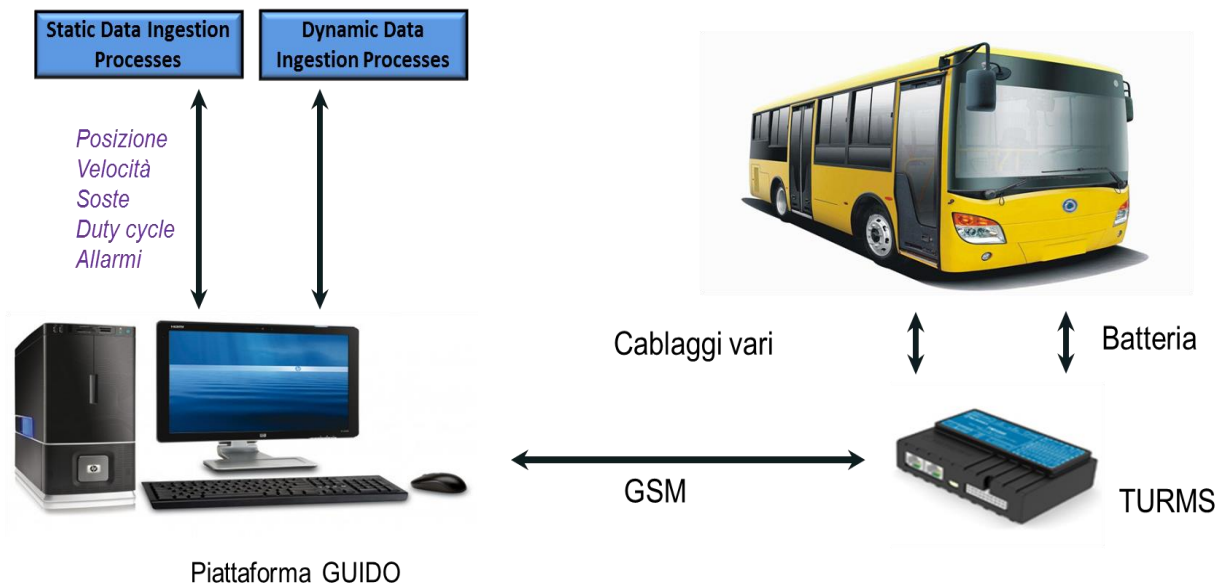 Static Data Ingestion
Processes
Dynamic Data
Ingestion Processes
Posizione
Velocità
Soste
Duty cycle
Allarmi
Cablaggi vari
Batteria
GSM
TURMS
Piattaforma GUIDO